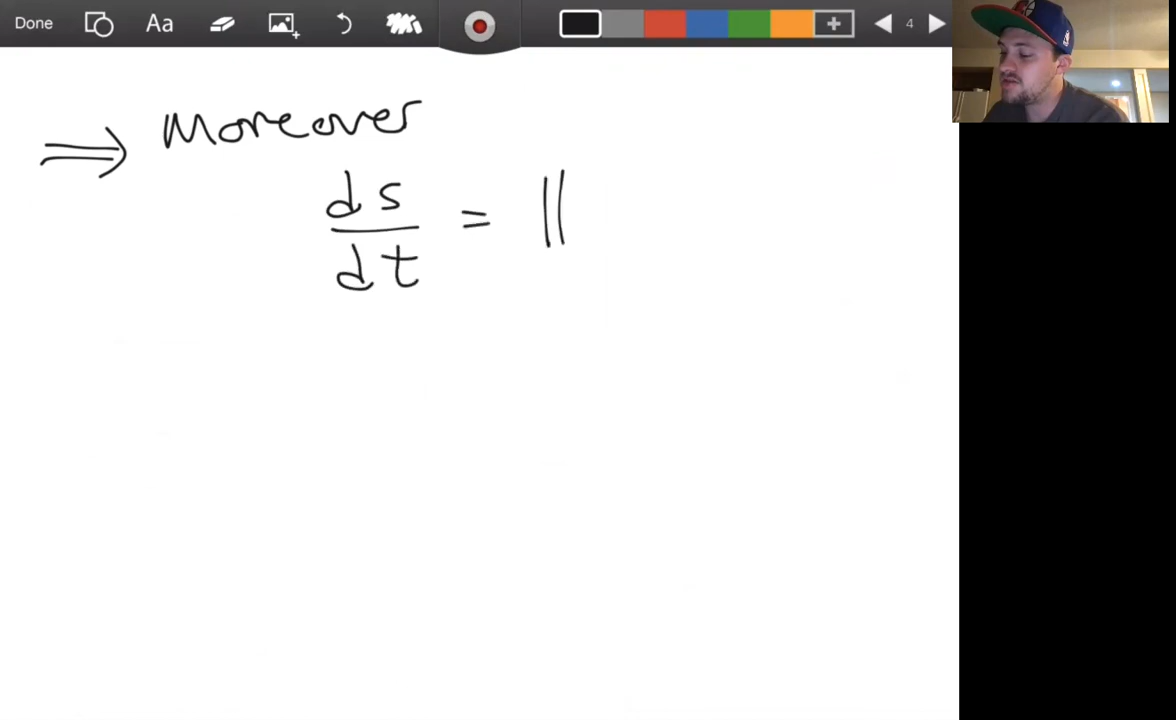 Done Aa 4
⇒ Moreover
ds/dt = ||